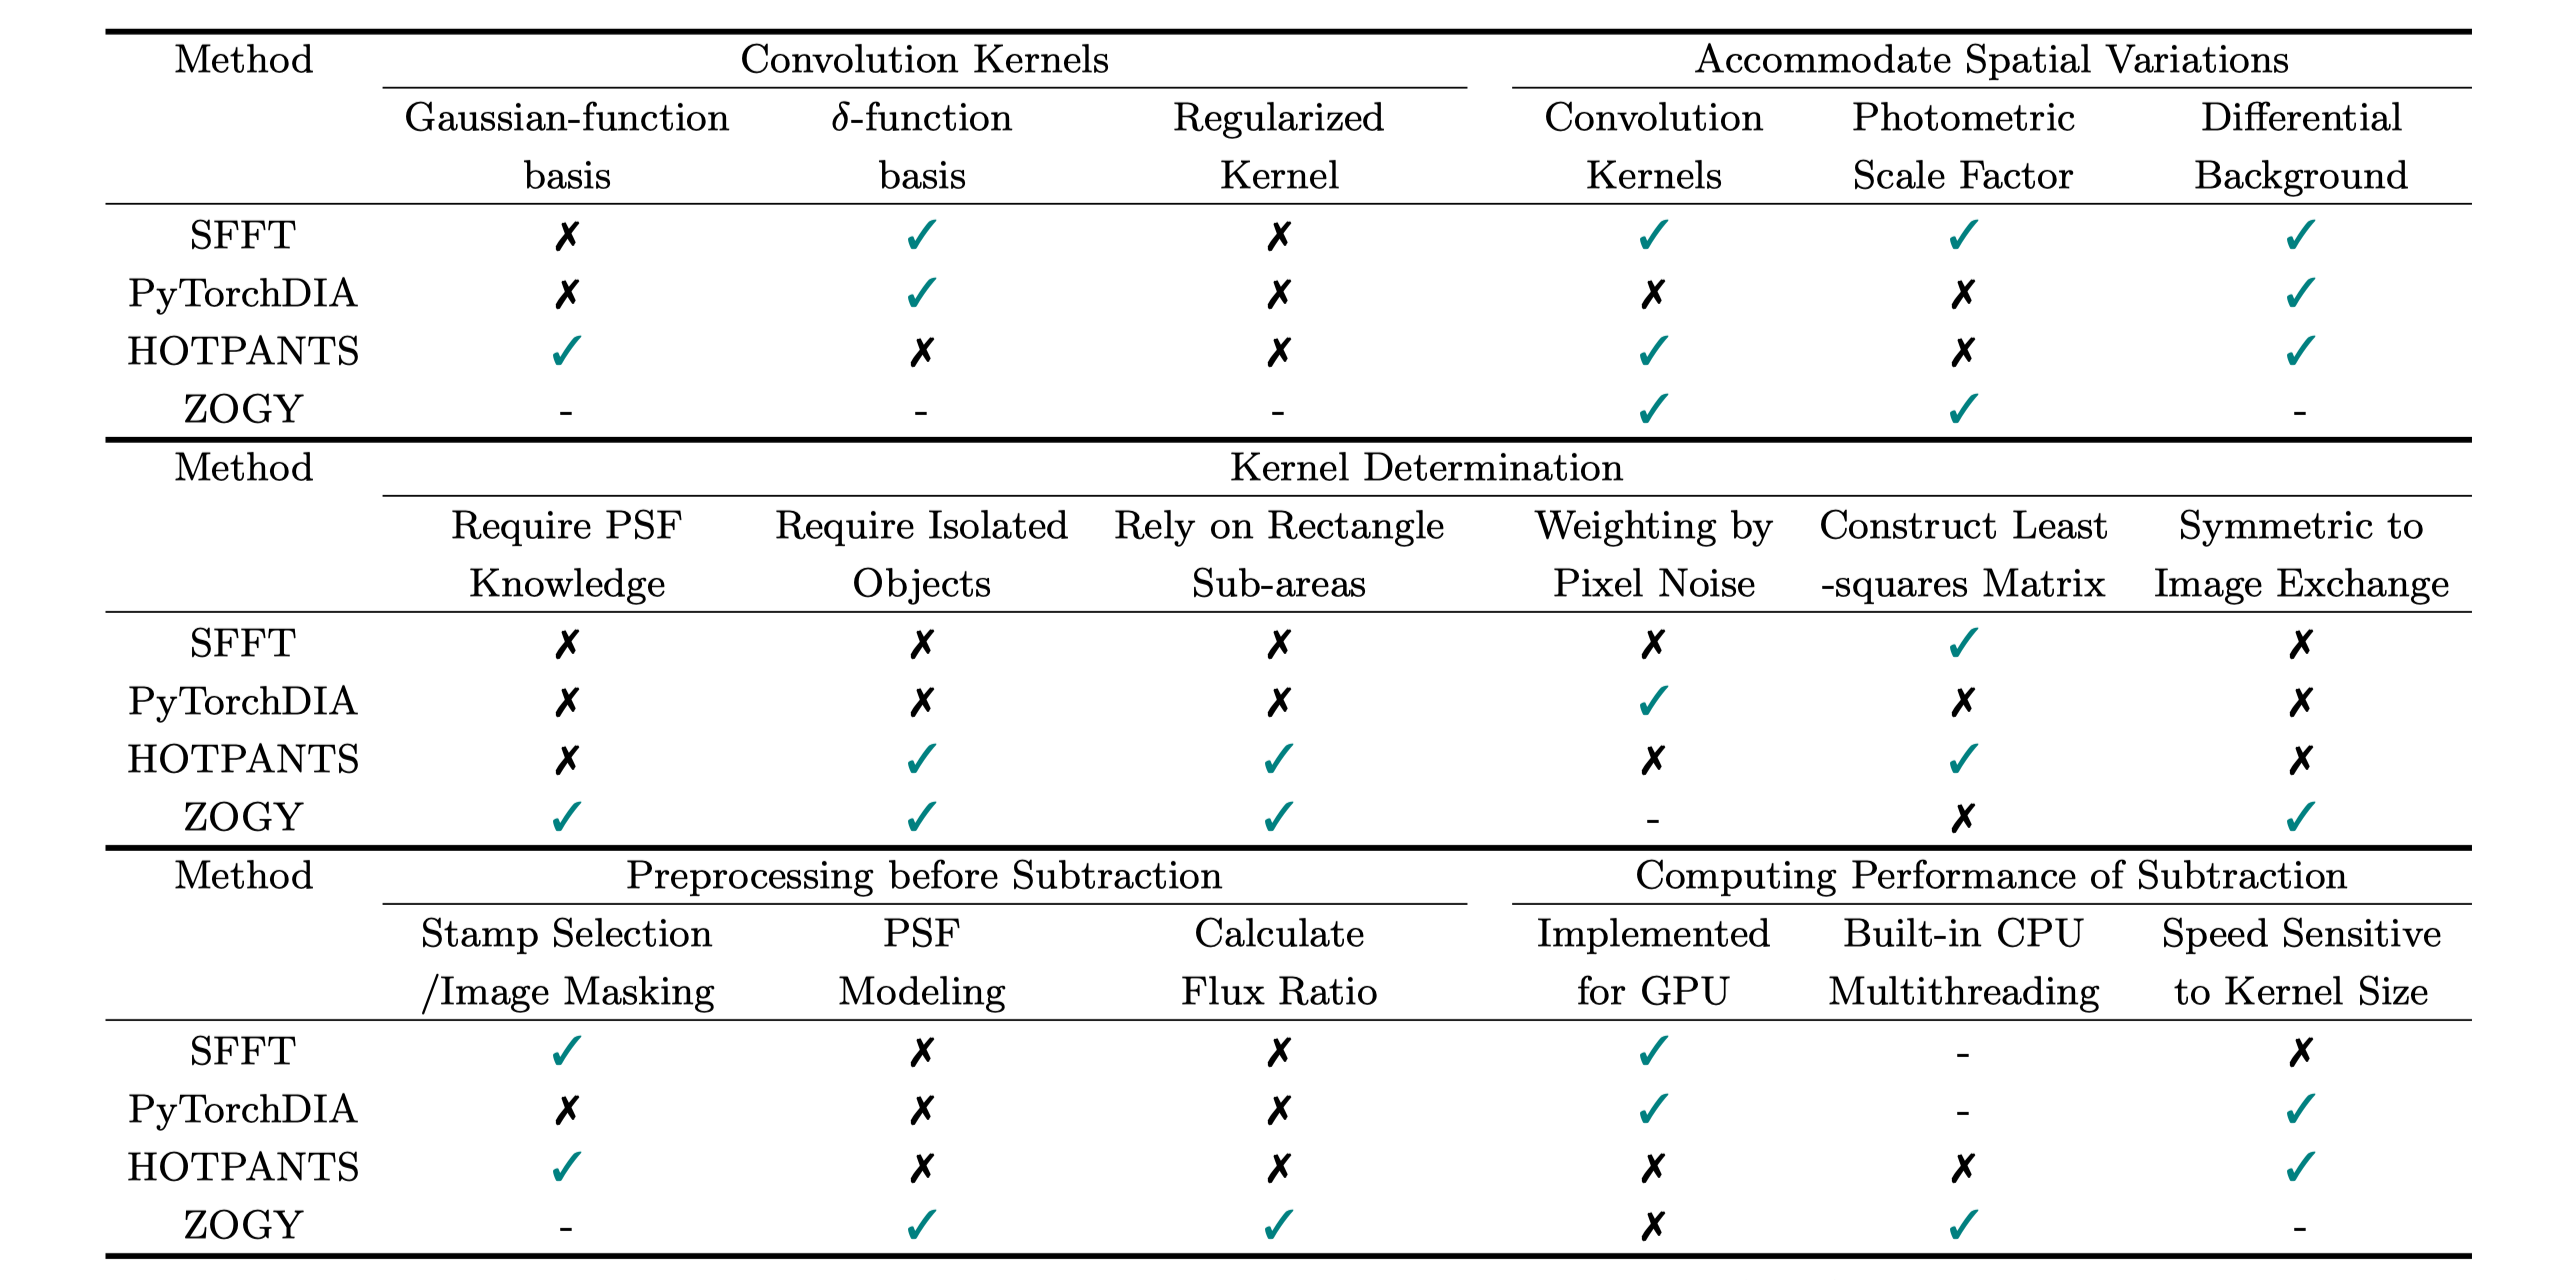 Method Convolution Kernels Accommodate Spatial Variations
Gaussian-function δ-function Regularized Convolution Photometric Differential
basis basis Kernel Kernels Scale Factor Background
SFFT ✗ ✓ ✗ ✓ ✓ ✓
PyTorchDIA ✗ ✓ ✗ ✗ ✗ ✓
HOTPANTS ✓ ✗ ✗ ✓ ✗ ✓
ZOGY - - - ✓ ✓ -
Method Kernel Determination
Require PSF Require Isolated Rely on Rectangle Weighting by Construct Least Symmetric to
Knowledge Objects Sub-areas Pixel Noise -squares Matrix Image Exchange
SFFT ✗ ✗ ✗ ✗ ✓ ✗
PyTorchDIA ✗ ✗ ✗ ✓ ✗ ✗
HOTPANTS ✗ ✓ ✓ ✗ ✓ ✗
ZOGY ✓ ✓ ✓ - ✗ ✓
Method Preprocessing before Subtraction Computing Performance of Subtraction
Stamp Selection PSF Calculate Implemented Built-in CPU Speed Sensitive
/Image Masking Modeling Flux Ratio for GPU Multithreading to Kernel Size
SFFT ✓ ✗ ✗ ✓ - ✗
PyTorchDIA ✗ ✗ ✗ ✓ - ✓
HOTPANTS ✓ ✗ ✗ ✗ ✗ ✓
ZOGY - ✓ ✓ ✗ ✓ -